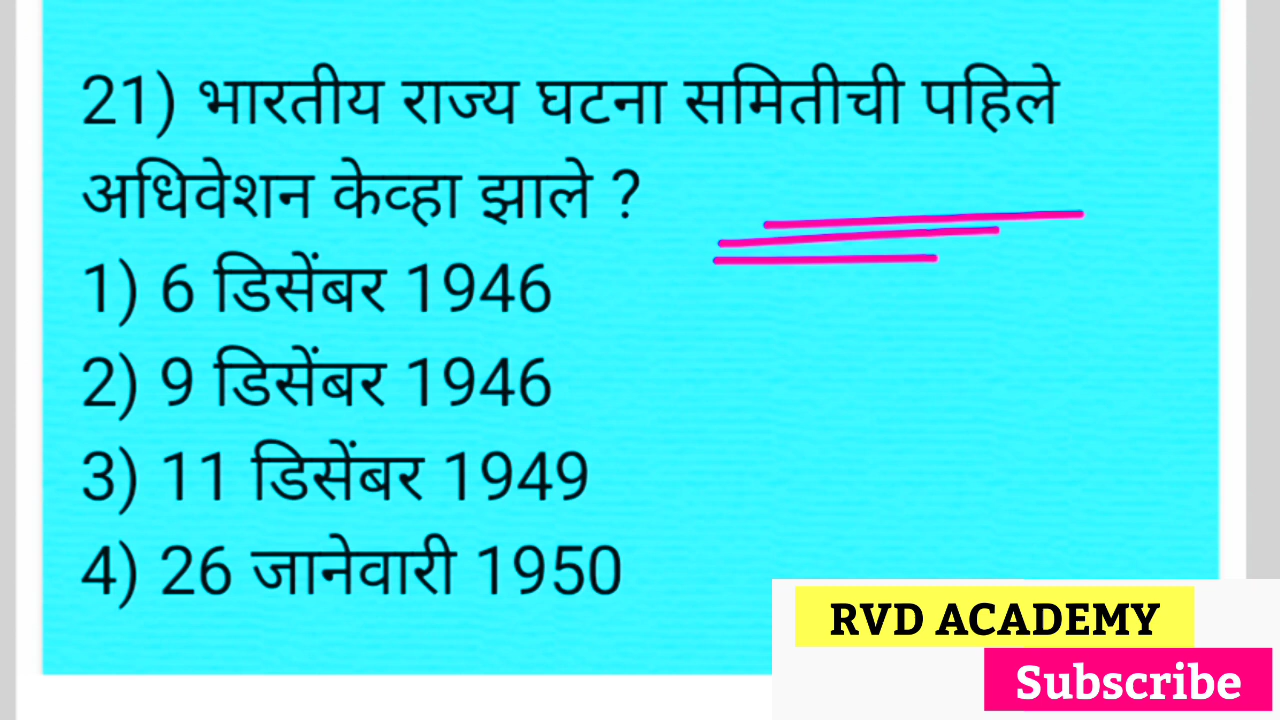 21) भारतीय राज्य घटना समितीची पहिले
अधिवेशन केव्हा झाले ?
1) 6 डिसेंबर 1946
2) 9 डिसेंबर 1946
3) 11 डिसेंबर 1949
4) 26 जानेवारी 1950
RVD ACADEMY
Subscribe